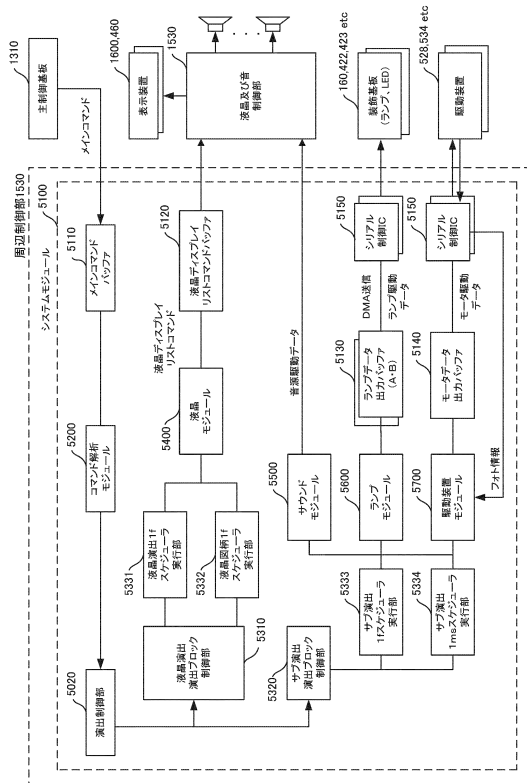 1310
主制御基板
メインコマンド
1600,460
表示装置
1530
液晶及び音
制御部
160,422,423 etc
装飾基板
(ランプ、LED)
528,534 etc
駆動装置
周辺制御部1530
5100
システムモジュール
5110
メインコマンド
バッファ
5120
液晶ディスプレイ
リストコマンドバッファ
5150
シリアル
制御IC
5150
シリアル
制御IC
液晶ディスプレイ
リストコマンド
音源駆動データ
DMA送信
ランプ駆動
データ
モータ駆動
データ
5130
ランプデータ
出力バッファ
(A・B)
5140
モータデータ
出力バッファ
フォト情報
5200
コマンド解析
モジュール
5400
液晶
モジュール
5500
サウンド
モジュール
5600
ランプ
モジュール
5700
駆動装置
モジュール
5331
液晶演出1f
スケジューラ
実行部
5332
液晶図柄1f
スケジューラ
実行部
5333
サブ演出
1fスケジューラ
実行部
5334
サブ演出
1msスケジューラ
実行部
5020
演出制御部
5310
液晶演出
演出ブロック
制御部
5320
サブ演出
演出ブロック
制御部